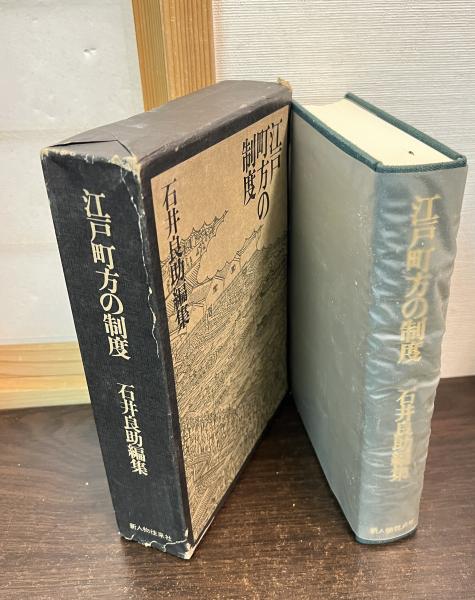 江戸町方の制度
石井良助編集
新人物往来社
江戸
町方の
制度
石井良助編集
江戸町方の制度
石井良助編集
新人物往来社